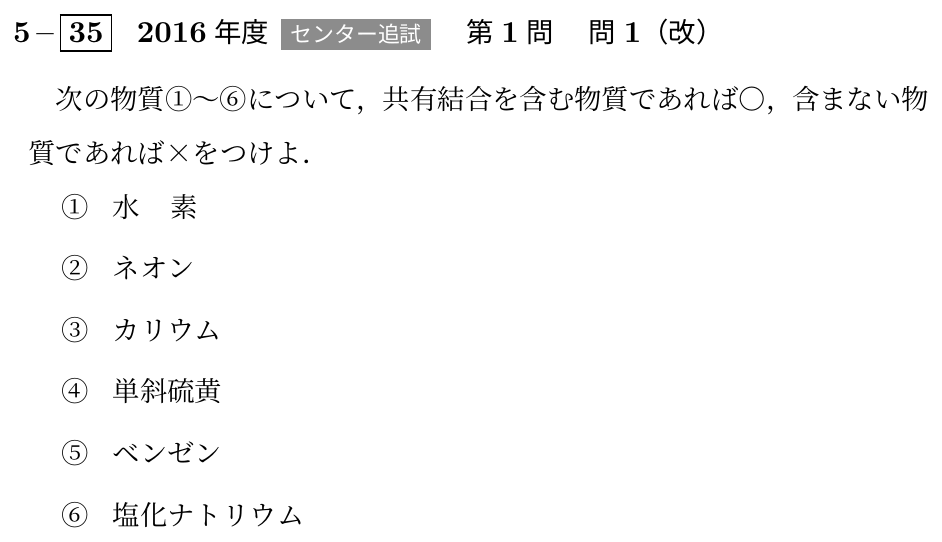 5–35 2016 年度 センター追試 第 1 問 問 1（改）
次の物質①～⑥について，共有結合を含む物質であれば○，含まない物
質であれば×をつけよ．
① 水 素
② ネオン
③ カリウム
④ 単斜硫黄
⑤ ベンゼン
⑥ 塩化ナトリウム